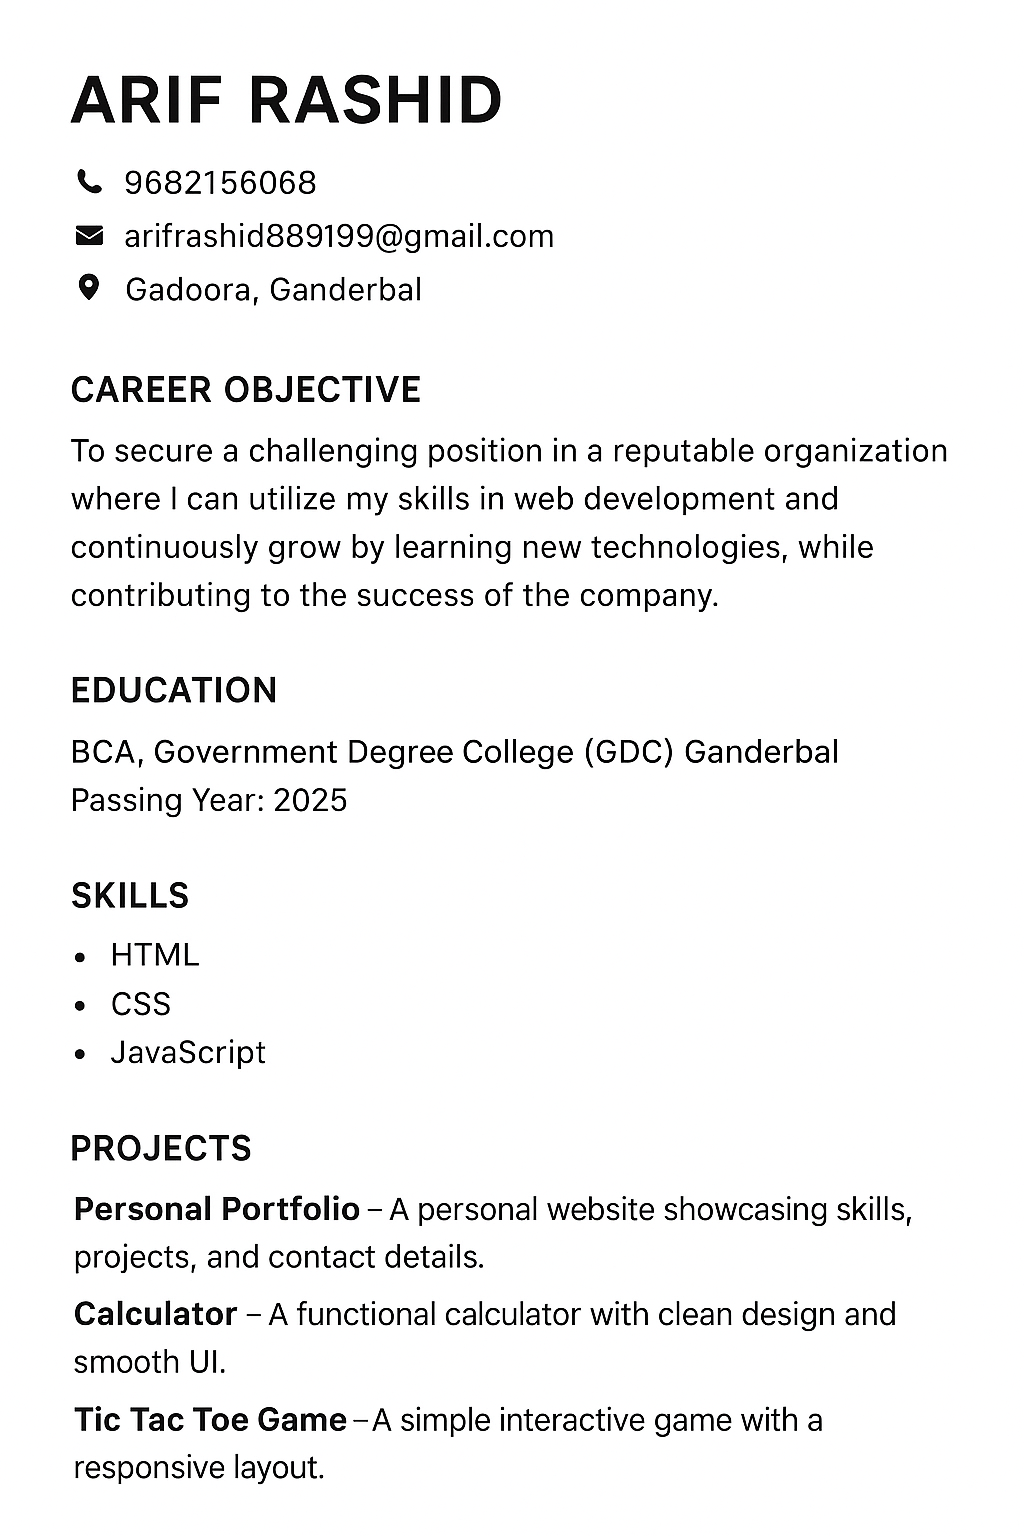 ARIF RASHID
9682156068
arifrashid889199@gmail.com
Gadoora, Ganderbal
CAREER OBJECTIVE
To secure a challenging position in a reputable organization
where I can utilize my skills in web development and
continuously grow by learning new technologies, while
contributing to the success of the company.
EDUCATION
BCA, Government Degree College (GDC) Ganderbal
Passing Year: 2025
SKILLS
• HTML
• CSS
• JavaScript
PROJECTS
Personal Portfolio – A personal website showcasing skills,
projects, and contact details.
Calculator – A functional calculator with clean design and
smooth UI.
Tic Tac Toe Game – A simple interactive game with a
responsive layout.